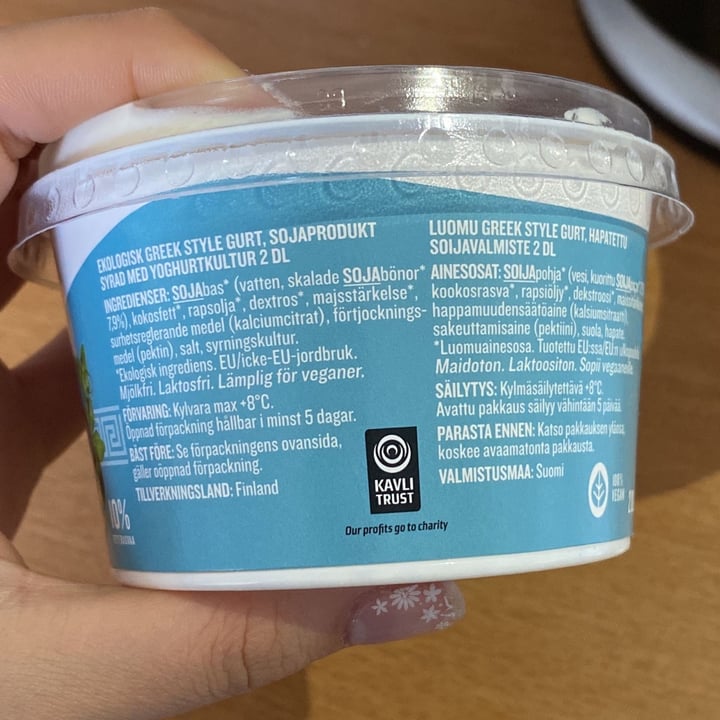 EKOLOGISK GREEK STYLE GURT, SOJAPRODUKT
SYRAD MED YOGHURTKULTUR 2 DL
INGREDIENSER: SOJAbas* (vatten, skalade SOJAbönor*
7,9%), kokosfett*, rapsolja*, dextros*, majsstärkelse*,
surhetsreglerande medel (kalciumcitrat), förtjocknings-
medel (pektin), salt, syrningskultur.
*Ekologisk ingrediens. EU/icke-EU-jordbruk.
Mjölkfri. Laktosfri. Lämplig för veganer.
FÖRVARING: Kylvara max +8°C.
Öppnad förpackning hållbar i minst 5 dagar.
BÄST FÖRE: Se förpackningens ovansida,
gäller oöppnad förpackning.
TILLVERKNINGSLAND: Finland
10%
KAVLI
TRUST
Our profits go to charity
LUOMU GREEK STYLE GURT, HAPATETTU
SOIJAVALMISTE 2 DL
AINESOSAT: SOIJApohja* (vesi, kuorittu
kookosrasva*, rapsiöljy*, dekstroosi*,
happamuudensäätöaine (kalsiumsitraatti),
sakeuttamisaine (pektiini), suola, hapate.
*Luomuainesosa. Tuotettu EU:ssa/EU:n
Maidoton. Laktoositon. Sopii vegaaneille.
SÄILYTYS: Kylmäsäilytettävä +8°C.
Avattu pakkaus säilyy vähintään 5 päivää.
PARASTA ENNEN: Katso pakkauksen yläosa,
koskee avaamatonta pakkausta.
VALMISTUSMAA: Suomi
100%
VEGAN